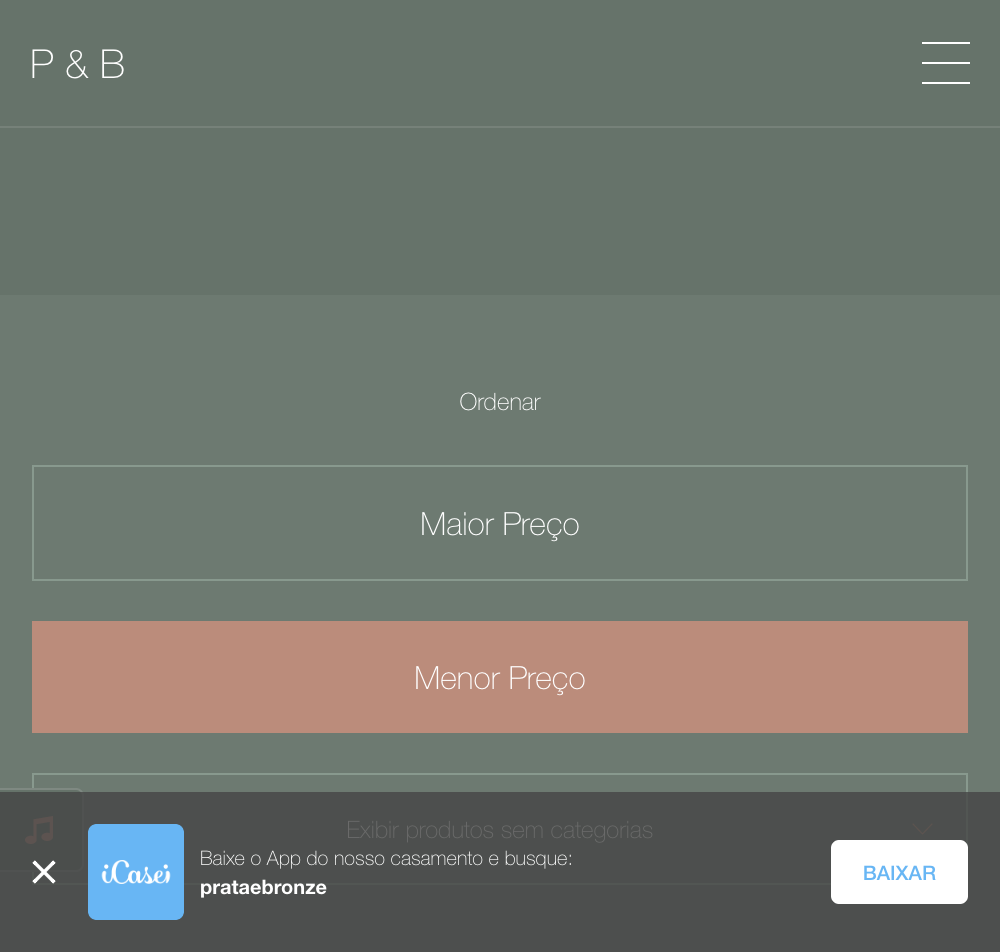 P & B
Ordenar
Maior Preço
Menor Preço
Exibir produtos sem categorias
iCasei
Baixe o App do nosso casamento e busque:
prataebronze
BAIXAR